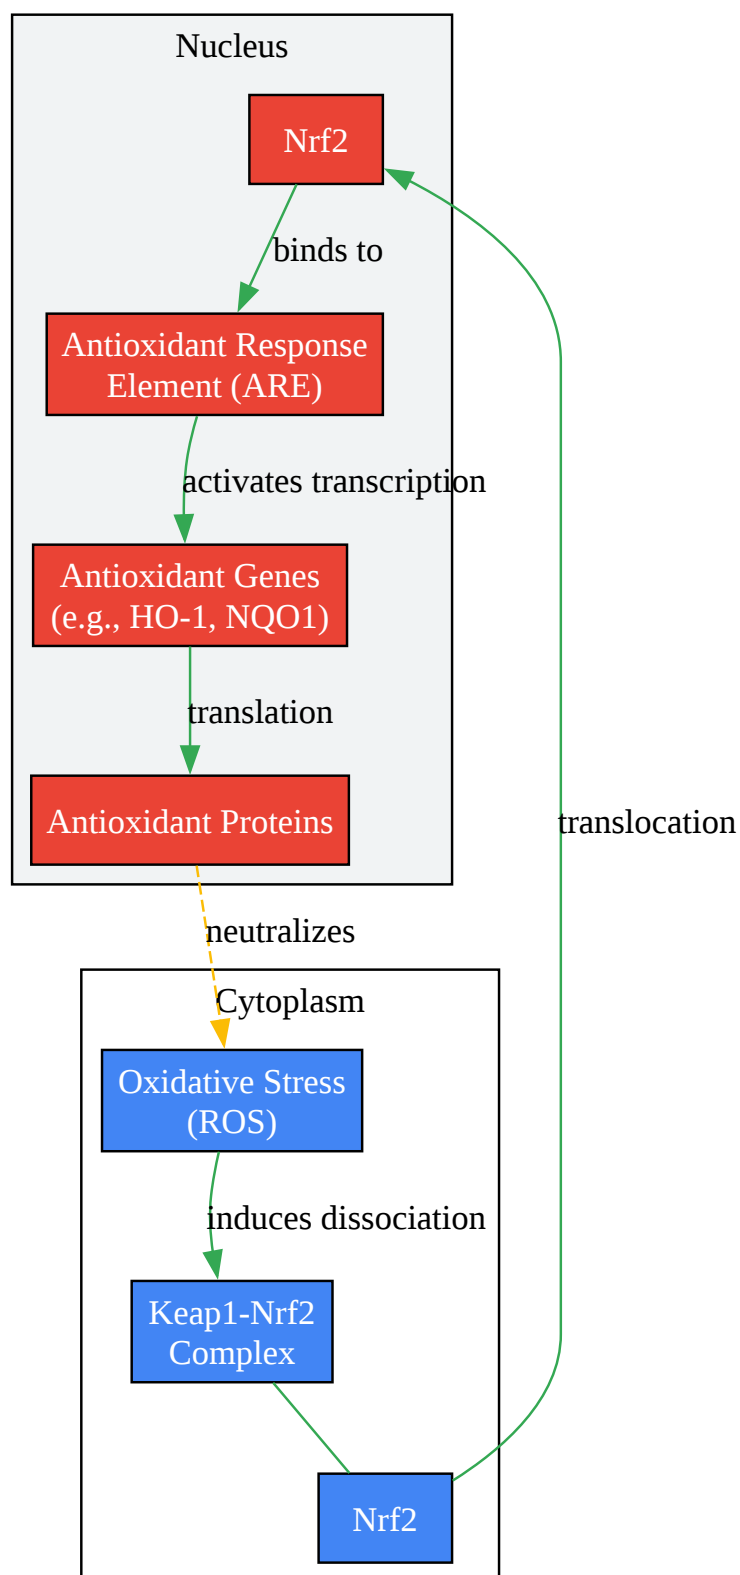 Nucleus
Nrf2
binds to
Antioxidant Response
Element (ARE)
activates transcription
Antioxidant Genes
(e.g., HO-1, NQO1)
translation
Antioxidant Proteins
translocation
neutralizes
Cytoplasm
Oxidative Stress
(ROS)
induces dissociation
Keap1-Nrf2
Complex
Nrf2